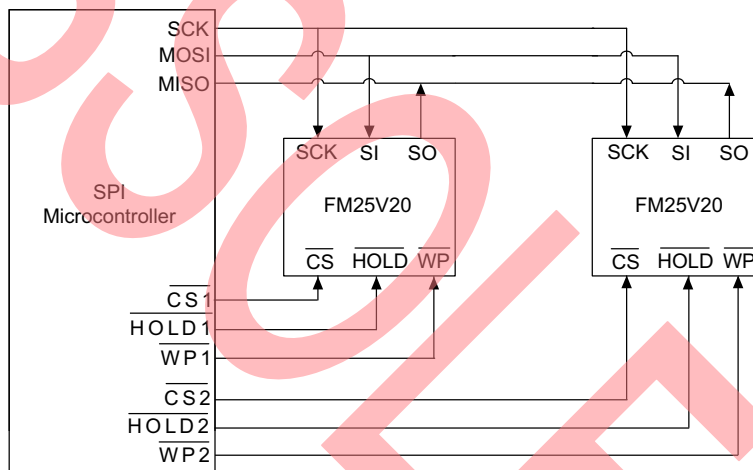 SCK
MOSI
MISO
SPI
Microcontroller
SCK SI SO
FM25V20
CS HOLD WP
SCK SI SO
FM25V20
CS HOLD WP
CS1
HOLD1
WP1
CS2
HOLD2
WP2